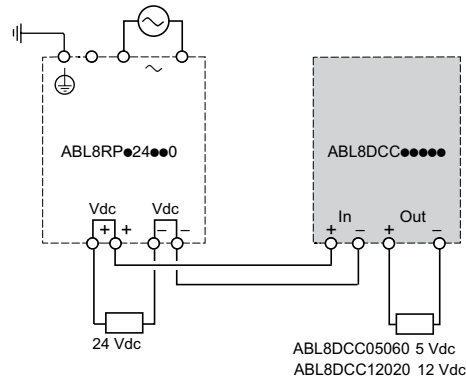 ~
~
ABL8RP●24●●0
ABL8DCC●●●●●
Vdc Vdc
+ + – –
In Out
+ – + –
24 Vdc
ABL8DCC05060 5 Vdc
ABL8DCC12020 12 Vdc